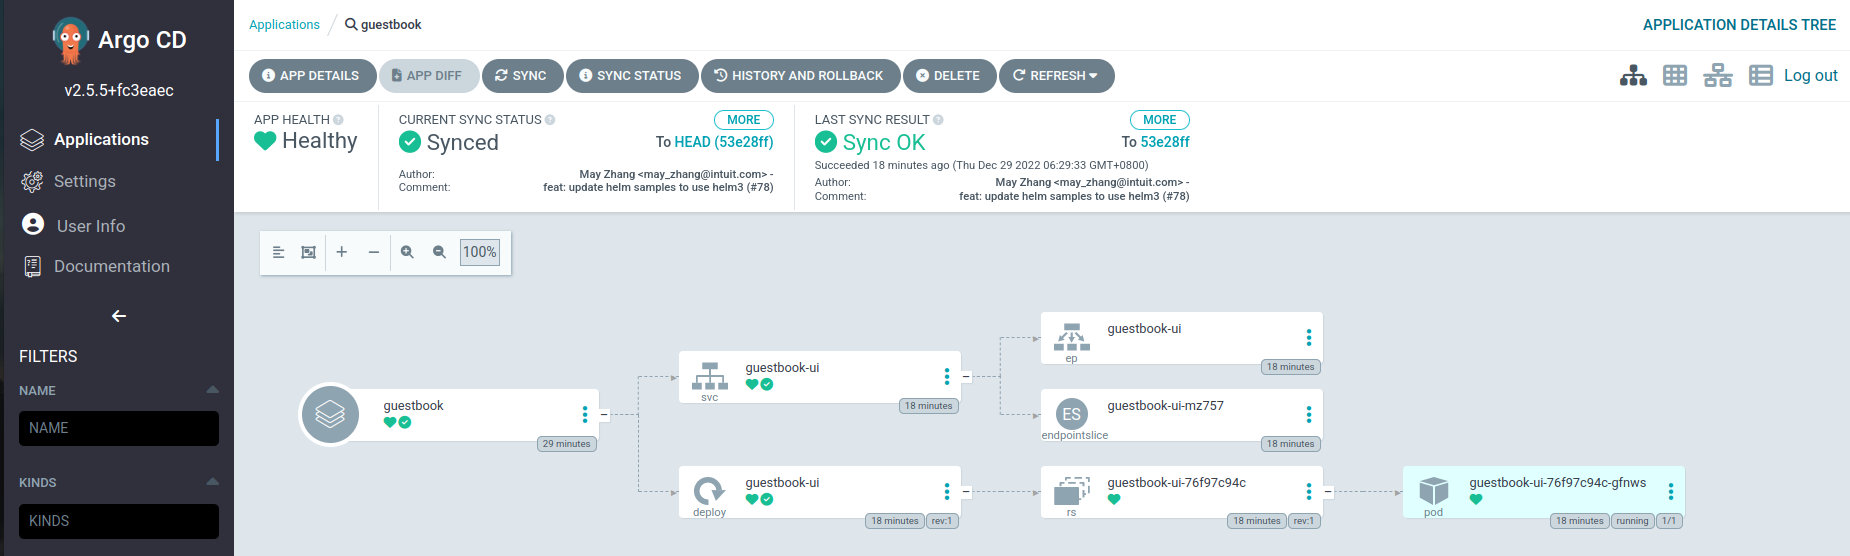 Argo CD
v2.5.5+fc3eaec
Applications
Settings
User Info
Documentation
FILTERS
NAME
NAME
KINDS
KINDS
Applications / guestbook
APPLICATION DETAILS TREE
APP DETAILS APP DIFF SYNC SYNC STATUS HISTORY AND ROLLBACK DELETE REFRESH
Log out
APP HEALTH
Healthy
CURRENT SYNC STATUS MORE
Synced To HEAD (53e28ff)
Author: May Zhang <may_zhang@intuit.com> -
Comment: feat: update helm samples to use helm3 (#78)
LAST SYNC RESULT MORE
Sync OK To 53e28ff
Succeeded 18 minutes ago (Thu Dec 29 2022 06:29:33 GMT+0800)
Author: May Zhang <may_zhang@intuit.com> -
Comment: feat: update helm samples to use helm3 (#78)
100%
guestbook
29 minutes
guestbook-ui
svc
18 minutes
guestbook-ui
deploy
18 minutes rev:1
guestbook-ui
ep
18 minutes
ES
guestbook-ui-mz757
endpointslice
18 minutes
guestbook-ui-76f97c94c
rs
18 minutes rev:1
guestbook-ui-76f97c94c-gfnws
pod
18 minutes running 1/1